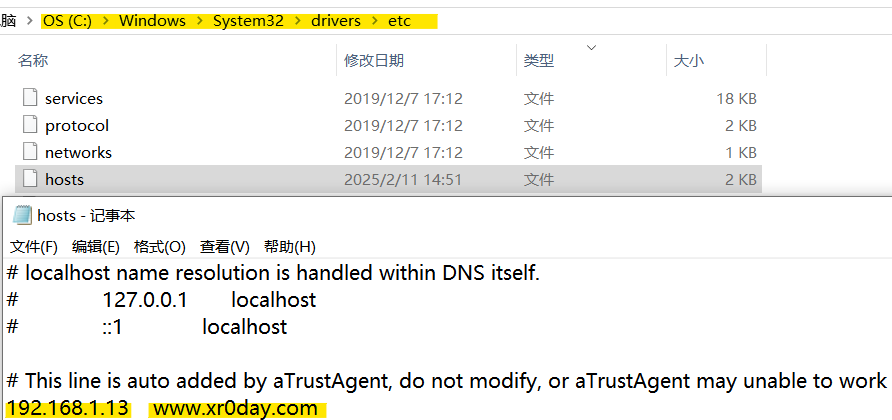 脑 > OS (C:) > Windows > System32 > drivers > etc
名称 修改日期 类型 大小
services 2019/12/7 17:12 文件 18 KB
protocol 2019/12/7 17:12 文件 2 KB
networks 2019/12/7 17:12 文件 1 KB
hosts 2025/2/11 14:51 文件 2 KB
hosts - 记事本
文件(F) 编辑(E) 格式(O) 查看(V) 帮助(H)
# localhost name resolution is handled within DNS itself.
# 127.0.0.1 localhost
# ::1 localhost
# This line is auto added by aTrustAgent, do not modify, or aTrustAgent may unable to work
192.168.1.13 www.xr0day.com